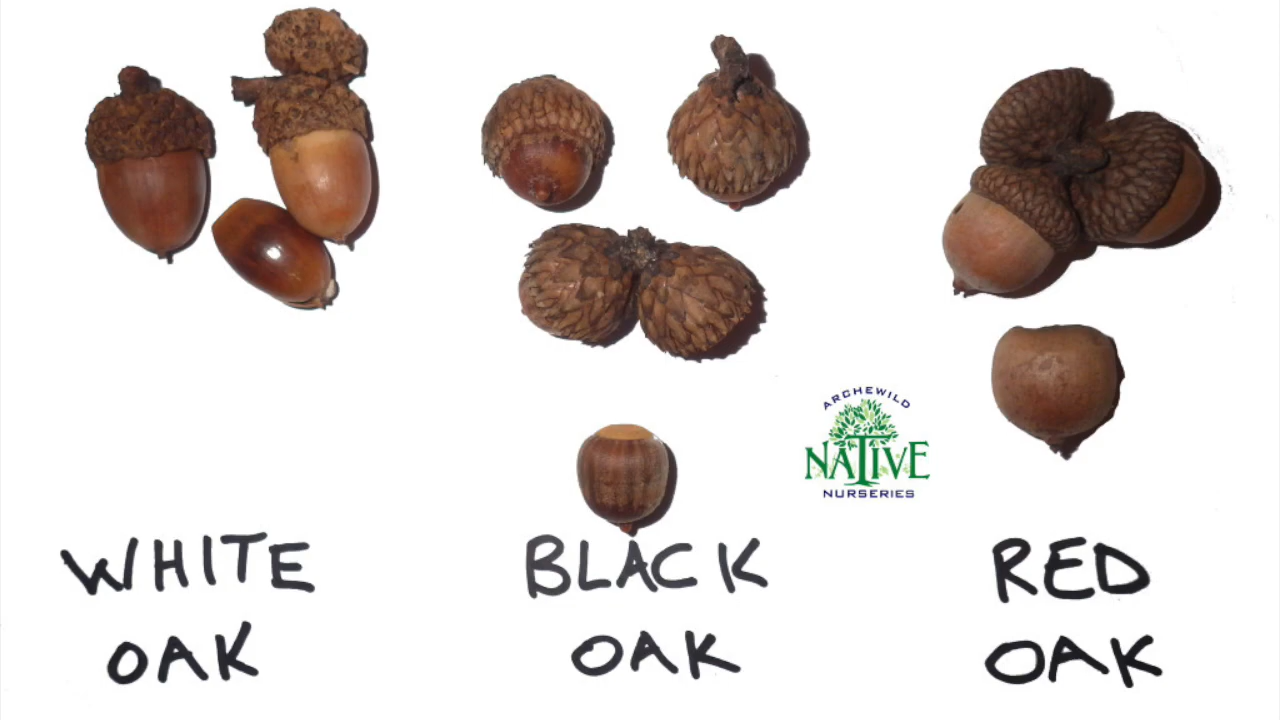 WHITE
OAK
BLACK
OAK
ARCHEWILD
NATIVE
NURSERIES
RED
OAK